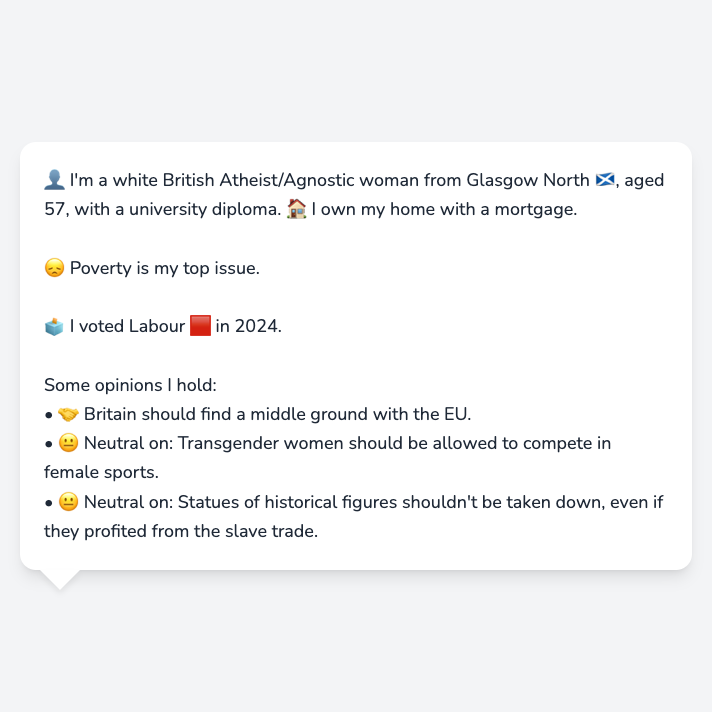 👤 I'm a white British Atheist/Agnostic woman from Glasgow North 🏴󠁧󠁢󠁳󠁣󠁴󠁿, aged
57, with a university diploma. 🏠 I own my home with a mortgage.
😞 Poverty is my top issue.
🗳️ I voted Labour 🟥 in 2024.
Some opinions I hold:
• 🤝 Britain should find a middle ground with the EU.
• 😐 Neutral on: Transgender women should be allowed to compete in
female sports.
• 😐 Neutral on: Statues of historical figures shouldn't be taken down, even if
they profited from the slave trade.